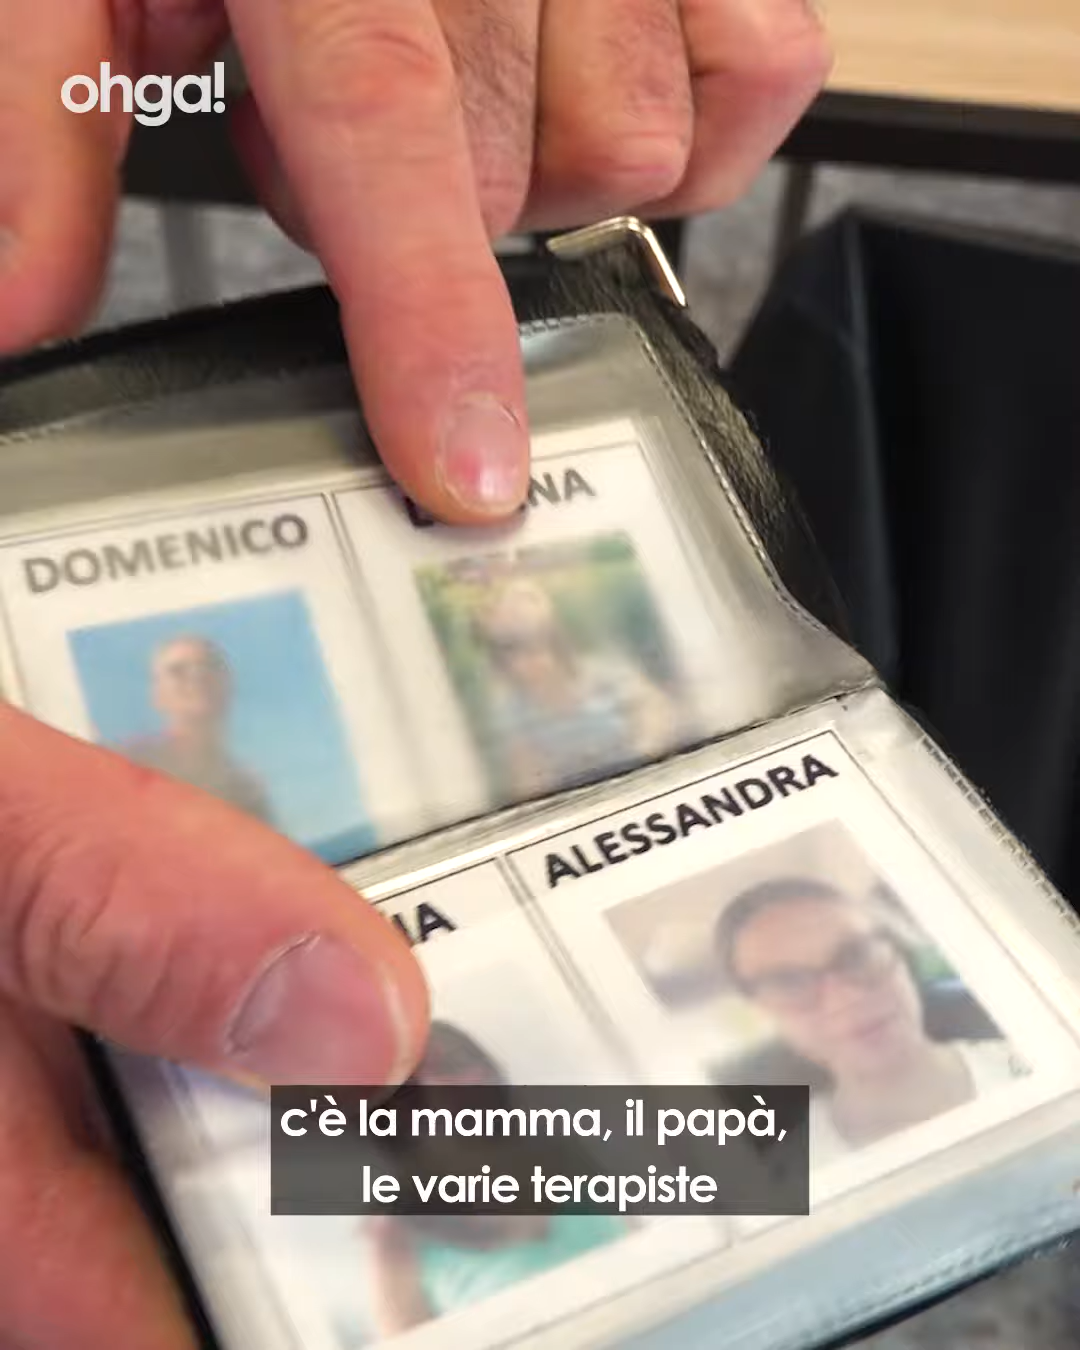 ohga!
DOMENICO
ALESSANDRA
c'è la mamma, il papà,
le varie terapiste